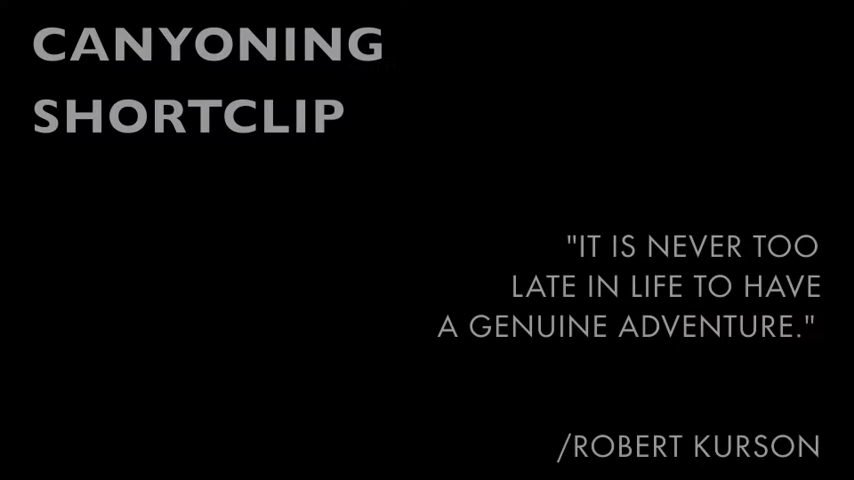 CANYONING
SHORTCLIP
"IT IS NEVER TOO
LATE IN LIFE TO HAVE
A GENUINE ADVENTURE."
/ROBERT KURSON